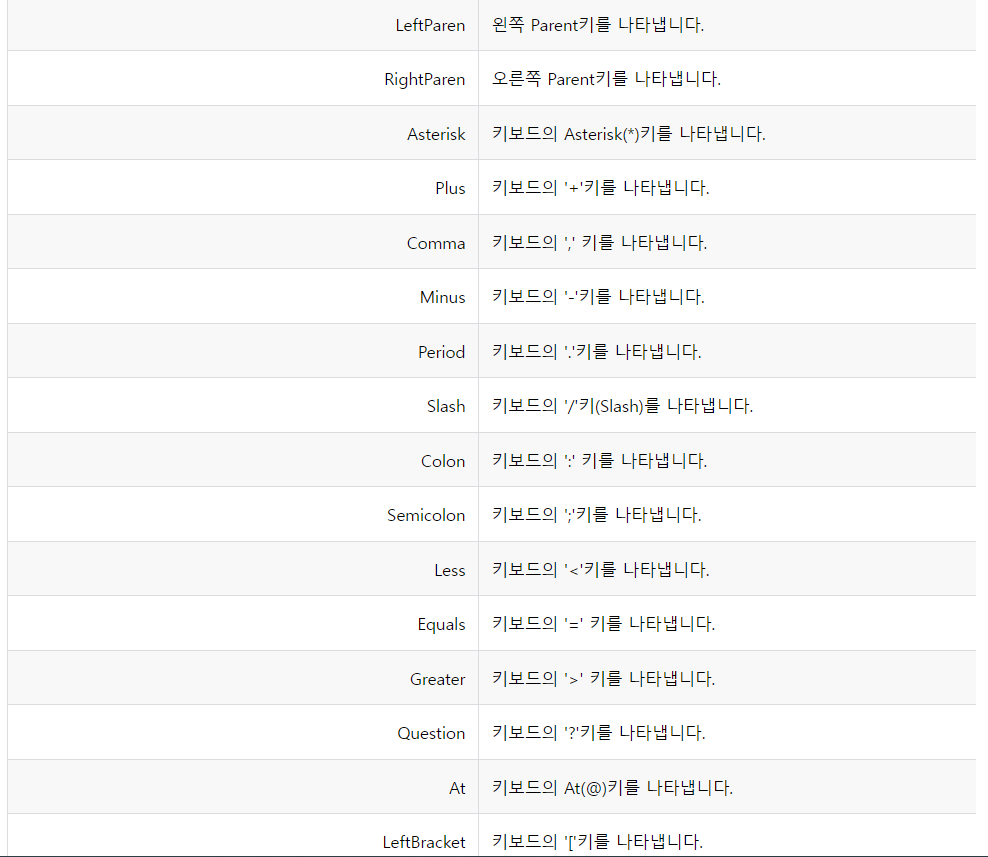 LeftParen 왼쪽 Parent키를 나타냅니다.
RightParen 오른쪽 Parent키를 나타냅니다.
Asterisk 키보드의 Asterisk(*)키를 나타냅니다.
Plus 키보드의 '+'키를 나타냅니다.
Comma 키보드의 ',' 키를 나타냅니다.
Minus 키보드의 '-'키를 나타냅니다.
Period 키보드의 '.'키를 나타냅니다.
Slash 키보드의 '/'키(Slash)를 나타냅니다.
Colon 키보드의 ':' 키를 나타냅니다.
Semicolon 키보드의 ';'키를 나타냅니다.
Less 키보드의 '<'키를 나타냅니다.
Equals 키보드의 '=' 키를 나타냅니다.
Greater 키보드의 '>' 키를 나타냅니다.
Question 키보드의 '?'키를 나타냅니다.
At 키보드의 At(@)키를 나타냅니다.
LeftBracket 키보드의 '['키를 나타냅니다.